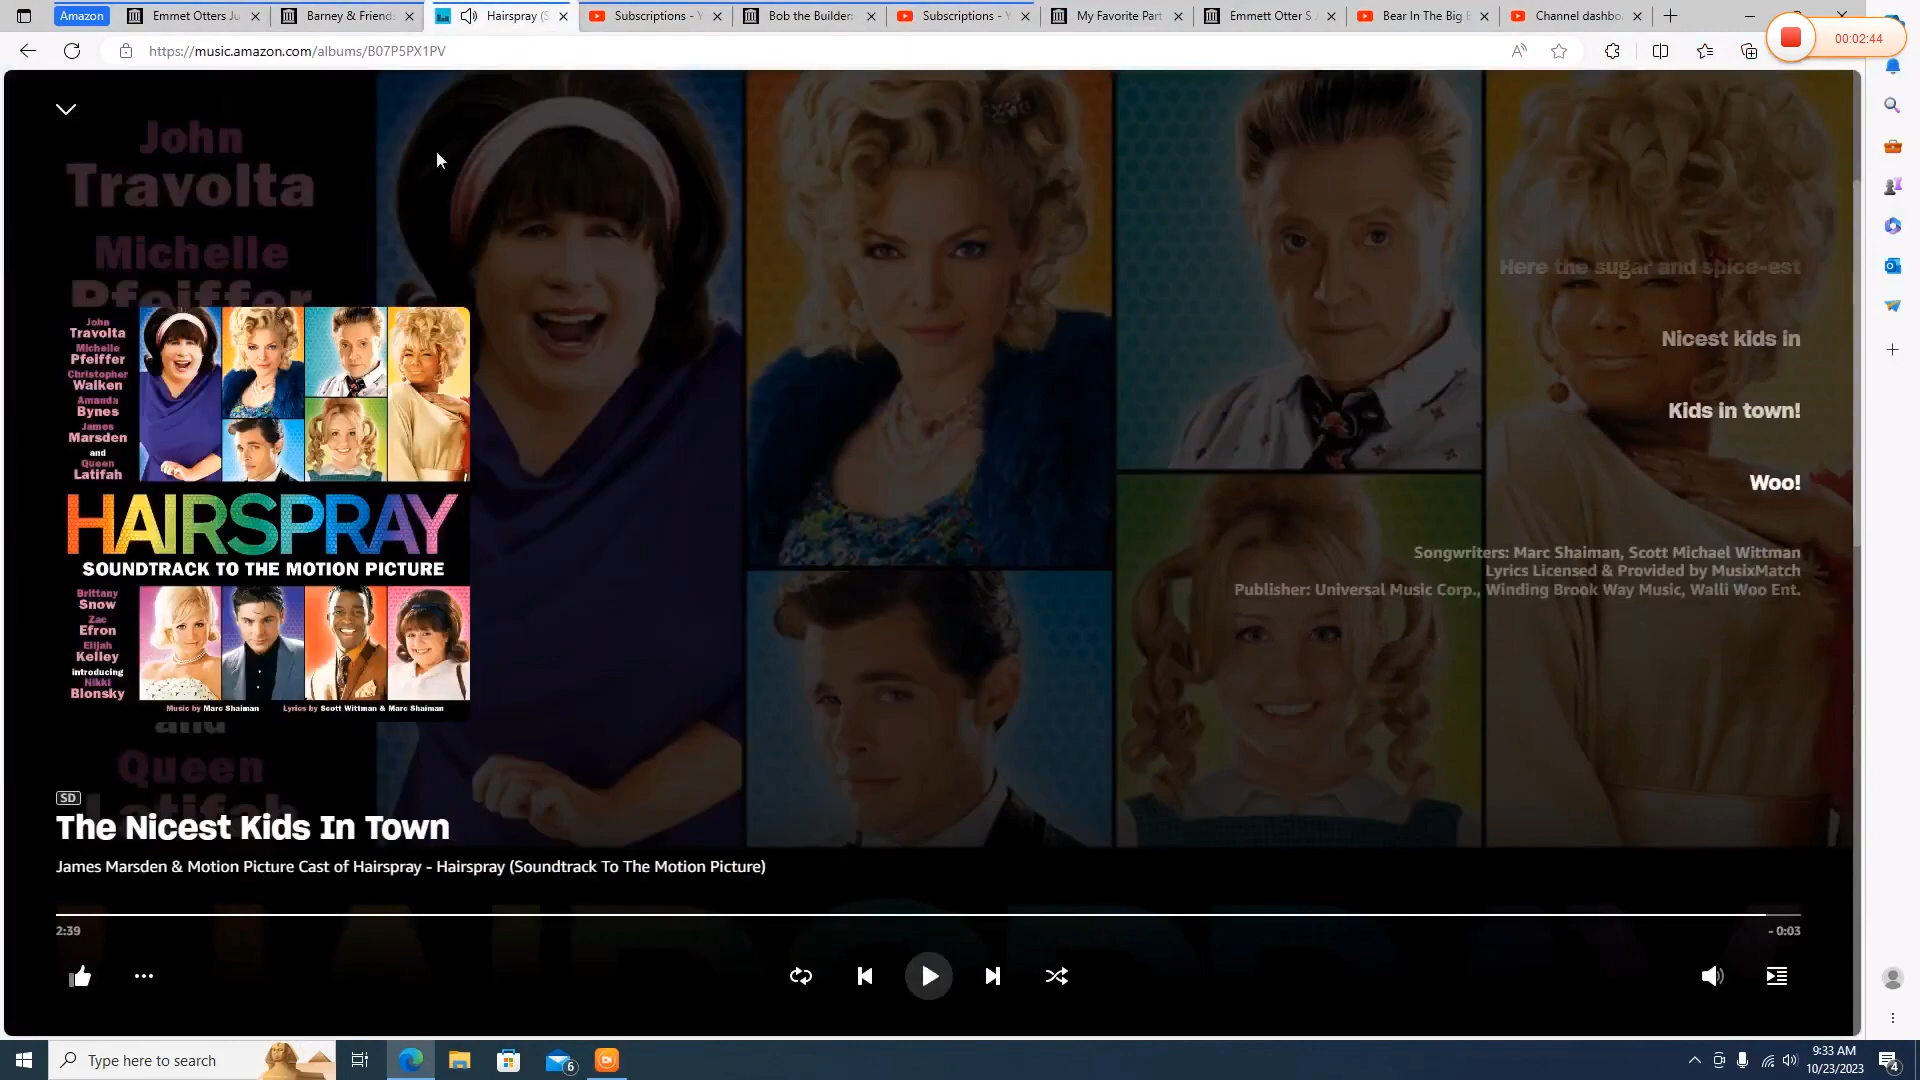 Amazon
Emmet Otters Ju
Barney & Friends
Hairspray (S
Subscriptions - Y
Bob the Builder:
Subscriptions - Y
My Favorite Part
Emmett Otter S
Bear In The Big B
Channel dashbo
00:02:44
https://music.amazon.com/albums/B07P5PX1PV
John
Travolta
Michelle
Pfeiffer
Here the sugar and spice-est
Nicest kids in
Kids in town!
Woo!
Songwriters: Marc Shaiman, Scott Michael Wittman
Lyrics Licensed & Provided by MusixMatch
Publisher: Universal Music Corp., Winding Brook Way Music, Walli Woo Ent.
John
Travolta
Michelle
Pfeiffer
Christopher
Walken
Amanda
Bynes
James
Marsden
and
Queen
Latifah
HAIRSPRAY
SOUNDTRACK TO THE MOTION PICTURE
Brittany
Snow
Zac
Efron
Elijah
Kelley
introducing
Nikki
Blonsky
Music by Marc Shaiman
Lyrics by Scott Wittman & Marc Shaiman
and
Queen
Latifah
SD
The Nicest Kids In Town
James Marsden & Motion Picture Cast of Hairspray - Hairspray (Soundtrack To The Motion Picture)
2:39
- 0:03
Type here to search
6
9:33 AM
10/23/2023
4